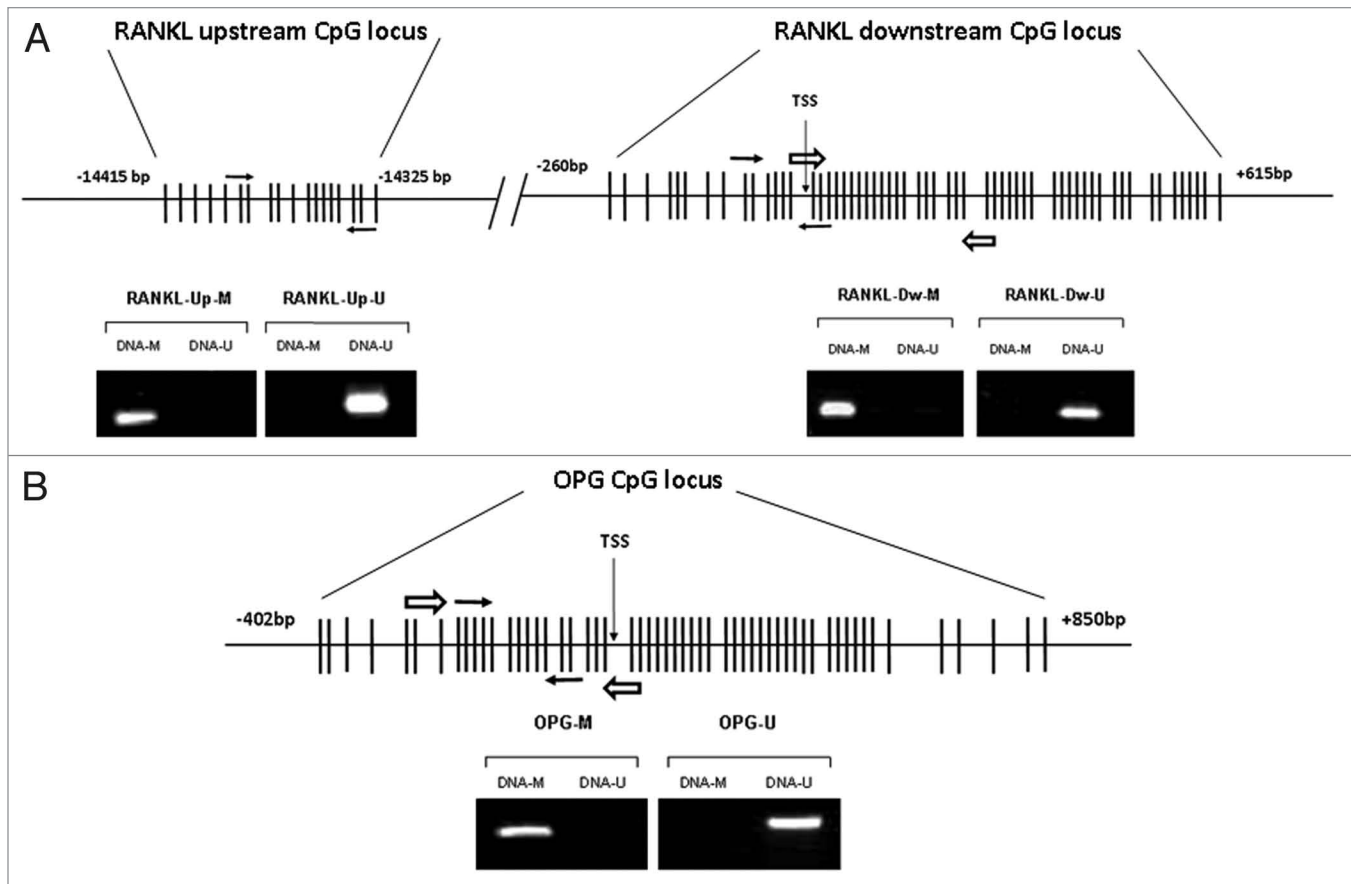 A
RANKL upstream CpG locus
RANKL downstream CpG locus
TSS
-14415 bp
-14325 bp
-260bp
+615bp
RANKL-Up-M
RANKL-Up-U
RANKL-Dw-M
RANKL-Dw-U
DNA-M
DNA-U
DNA-M
DNA-U
DNA-M
DNA-U
DNA-M
DNA-U
B
OPG CpG locus
TSS
-402bp
+850bp
OPG-M
OPG-U
DNA-M
DNA-U
DNA-M
DNA-U